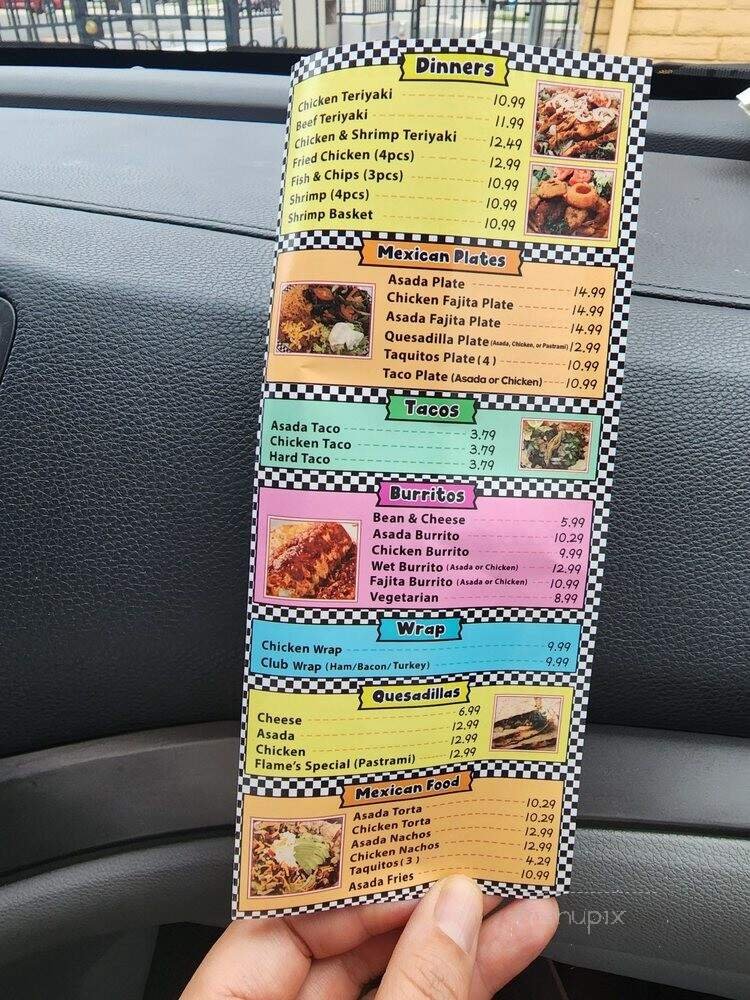 Dinners
Chicken Teriyaki 10.99
Beef Teriyaki 11.99
Chicken & Shrimp Teriyaki 12.49
Fried Chicken (4pcs) 12.99
Fish & Chips (3pcs) 10.99
Shrimp (4pcs) 10.99
Shrimp Basket 10.99
Mexican Plates
Asada Plate 14.99
Chicken Fajita Plate 14.99
Asada Fajita Plate 14.99
Quesadilla Plate (Asada, Chicken, or Pastrami) 12.99
Taquitos Plate (4) 10.99
Taco Plate (Asada or Chicken) 10.99
Tacos
Asada Taco 3.79
Chicken Taco 3.79
Hard Taco 3.79
Burritos
Bean & Cheese 5.99
Asada Burrito 10.29
Chicken Burrito 9.99
Wet Burrito (Asada or Chicken) 12.99
Fajita Burrito (Asada or Chicken) 10.99
Vegetarian 8.99
Wrap
Chicken Wrap 9.99
Club Wrap (Ham/Bacon/Turkey) 9.99
Quesadillas
Cheese 6.99
Asada 12.99
Chicken 12.99
Flame's Special (Pastrami) 12.99
Mexican Food
Asada Torta 10.29
Chicken Torta 10.29
Asada Nachos 12.99
Chicken Nachos 12.99
Taquitos (3) 4.29
Asada Fries 10.99
menupix